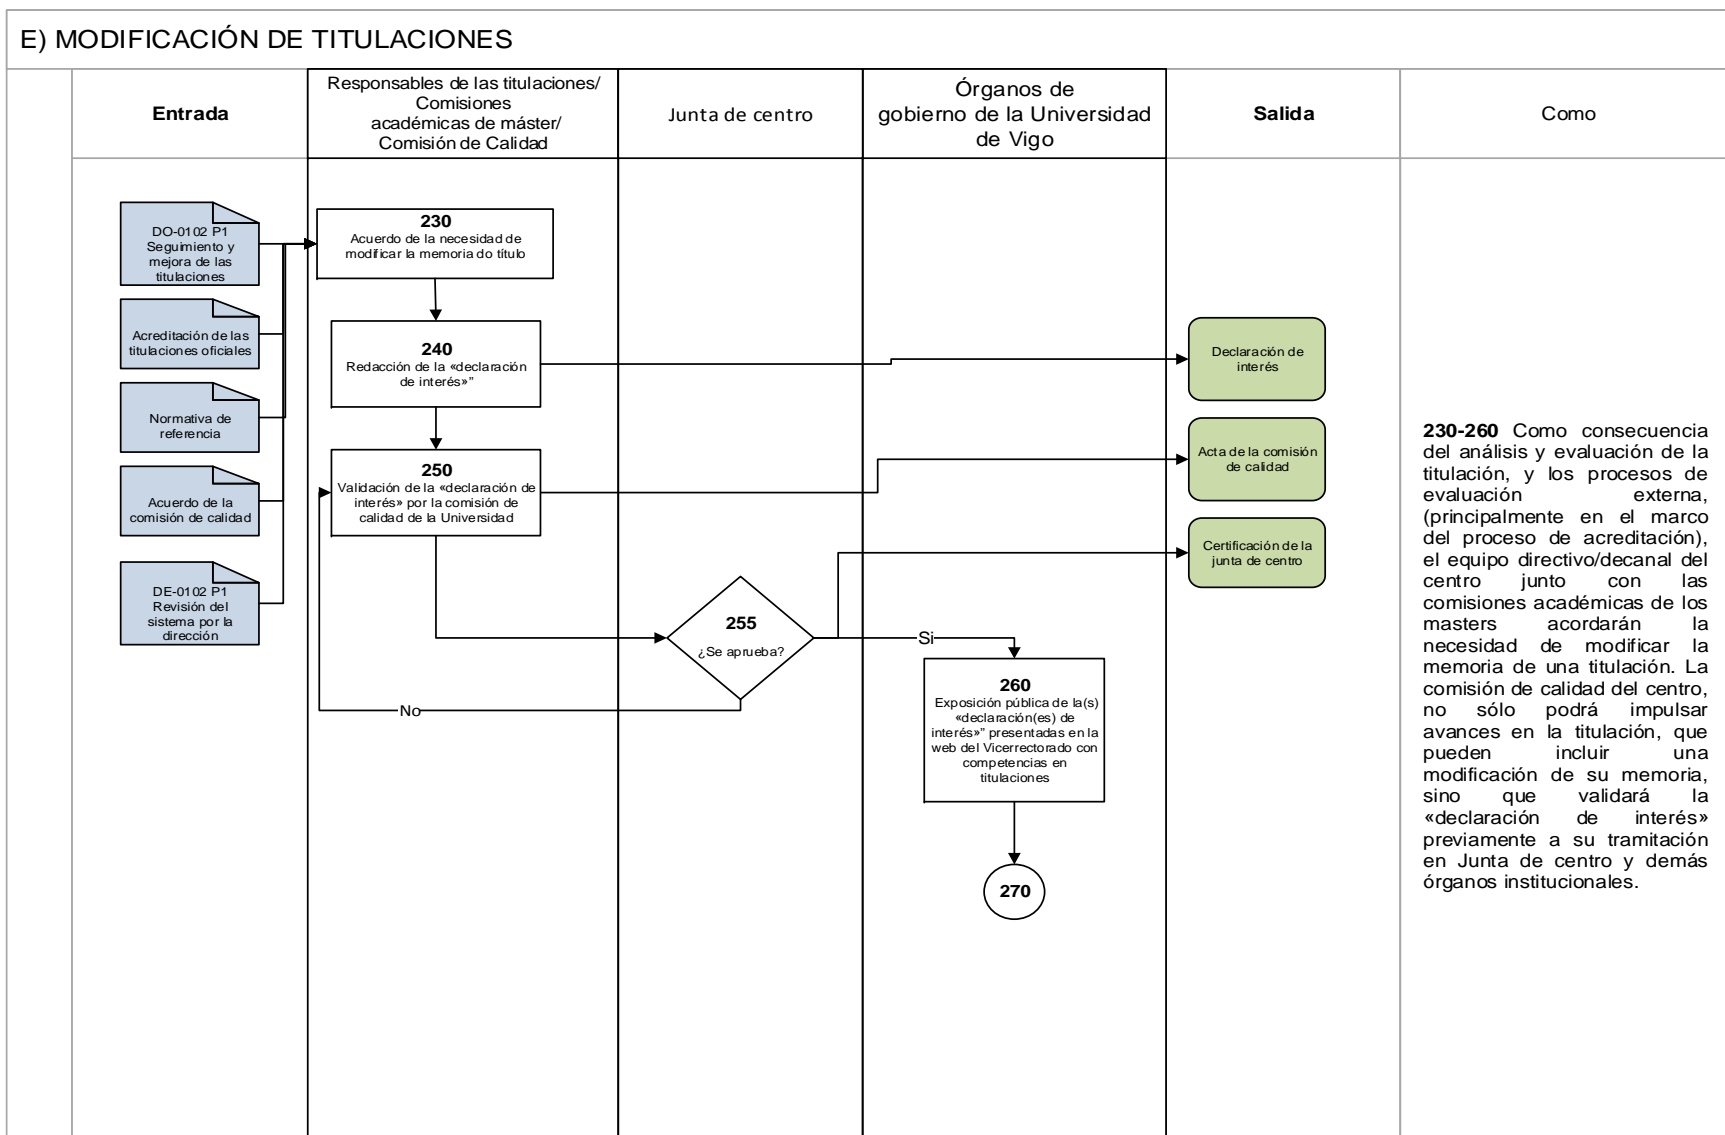 E) MODIFICACIÓN DE TITULACIONES
Entrada
Responsables de las titulaciones/
Comisiones
académicas de máster/
Comisión de Calidad
Junta de centro
Órganos de
gobierno de la Universidad
de Vigo
Salida
Como
DO-0102 P1
Seguimiento y
mejora de las
titulaciones
Acreditación de las
titulaciones oficiales
Normativa de
referencia
Acuerdo de la
comisión de calidad
DE-0102 P1
Revisión del
sistema por la
dirección
230
Acuerdo de la necesidad de
modificar la memoria do título
240
Redacción de la «declaración
de interés»”
250
Validación de la «declaración de
interés» por la comisión de
calidad de la Universidad
255
¿Se aprueba?
No
Si
260
Exposición pública de la(s)
«declaración(es) de
interés»” presentadas en la
web del Vicerrectorado con
competencias en
titulaciones
270
Declaración de
interés
Acta de la comisión
de calidad
Certificación de la
junta de centro
230-260 Como consecuencia
del análisis y evaluación de la
titulación, y los procesos de
evaluación externa,
(principalmente en el marco
del proceso de acreditación),
el equipo directivo/decanal del
centro junto con las
comisiones académicas de los
masters acordarán la
necesidad de modificar la
memoria de una titulación. La
comisión de calidad del centro,
no sólo podrá impulsar
avances en la titulación, que
pueden incluir una
modificación de su memoria,
sino que validará la
«declaración de interés»
previamente a su tramitación
en Junta de centro y demás
órganos institucionales.